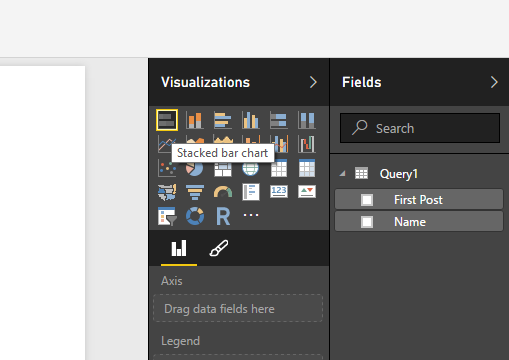 Visualizations
Fields
Search
Stacked bar chart
Query1
First Post
Name
123
R
Axis
Drag data fields here
Legend